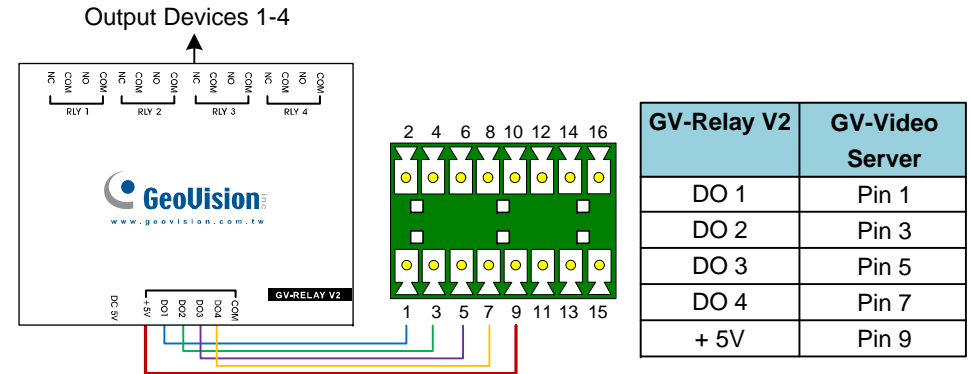 Output Devices 1-4
NC COM NO COM NC COM NO COM NC COM NO COM NC COM NO COM
RLY 1 RLY 2 RLY 3 RLY 4
GeoVision inc
www.geovision.com.tw
GV-RELAY V2
DC 5V +5V DO1 DO2 DO3 DO4 COM
2 4 6 8 10 12 14 16
1 3 5 7 9 11 13 15
GV-Relay V2 GV-Video Server
DO 1 Pin 1
DO 2 Pin 3
DO 3 Pin 5
DO 4 Pin 7
+ 5V Pin 9